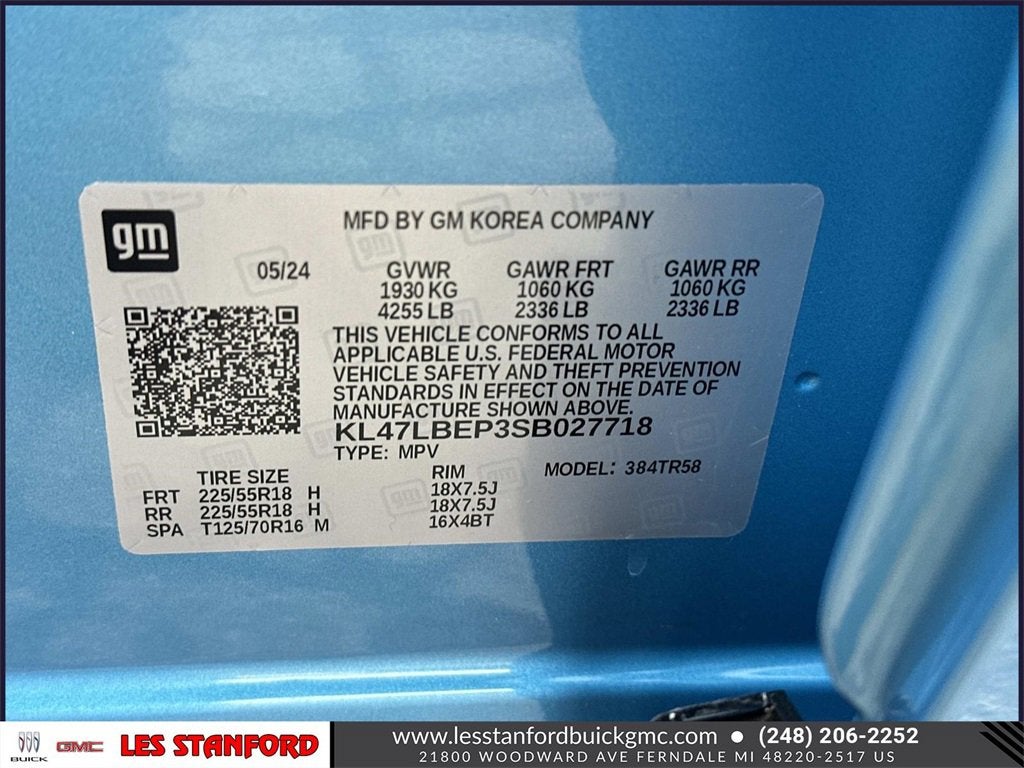 gm
MFD BY GM KOREA COMPANY
05/24 GVWR GAWR FRT GAWR RR
1930 KG 1060 KG 1060 KG
4255 LB 2336 LB 2336 LB
THIS VEHICLE CONFORMS TO ALL
APPLICABLE U.S. FEDERAL MOTOR
VEHICLE SAFETY AND THEFT PREVENTION
STANDARDS IN EFFECT ON THE DATE OF
MANUFACTURE SHOWN ABOVE.
KL47LBEP3SB027718
TYPE: MPV MODEL: 384TR58
TIRE SIZE RIM
FRT 225/55R18 H 18X7.5J
RR 225/55R18 H 18X7.5J
SPA T125/70R16 M 16X4BT
BUICK GMC LES STANFORD
www.lesstanfordbuickgmc.com • (248) 206-2252
21800 WOODWARD AVE FERNDALE MI 48220-2517 US